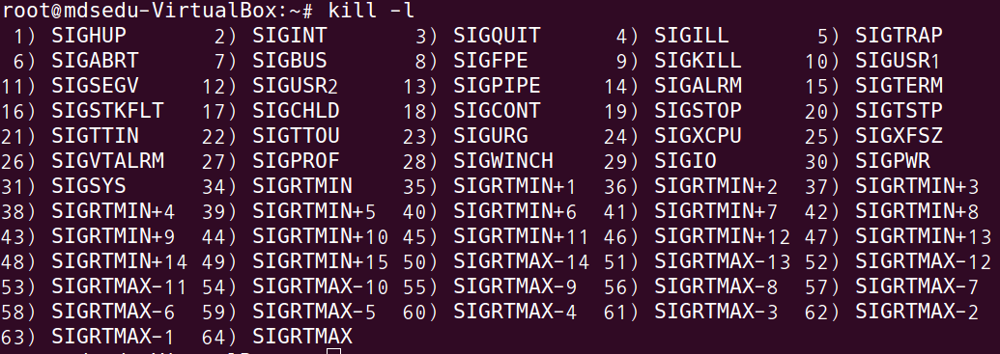 root@mdsedu-VirtualBox:~# kill -l
 1) SIGHUP	 2) SIGINT	 3) SIGQUIT	 4) SIGILL	 5) SIGTRAP
 6) SIGABRT	 7) SIGBUS	 8) SIGFPE	 9) SIGKILL	10) SIGUSR1
11) SIGSEGV	12) SIGUSR2	13) SIGPIPE	14) SIGALRM	15) SIGTERM
16) SIGSTKFLT	17) SIGCHLD	18) SIGCONT	19) SIGSTOP	20) SIGTSTP
21) SIGTTIN	22) SIGTTOU	23) SIGURG	24) SIGXCPU	25) SIGXFSZ
26) SIGVTALRM	27) SIGPROF	28) SIGWINCH	29) SIGIO	30) SIGPWR
31) SIGSYS	34) SIGRTMIN	35) SIGRTMIN+1	36) SIGRTMIN+2	37) SIGRTMIN+3
38) SIGRTMIN+4	39) SIGRTMIN+5	40) SIGRTMIN+6	41) SIGRTMIN+7	42) SIGRTMIN+8
43) SIGRTMIN+9	44) SIGRTMIN+10	45) SIGRTMIN+11	46) SIGRTMIN+12	47) SIGRTMIN+13
48) SIGRTMIN+14	49) SIGRTMIN+15	50) SIGRTMAX-14	51) SIGRTMAX-13	52) SIGRTMAX-12
53) SIGRTMAX-11	54) SIGRTMAX-10	55) SIGRTMAX-9	56) SIGRTMAX-8	57) SIGRTMAX-7
58) SIGRTMAX-6	59) SIGRTMAX-5	60) SIGRTMAX-4	61) SIGRTMAX-3	62) SIGRTMAX-2
63) SIGRTMAX-1	64) SIGRTMAX